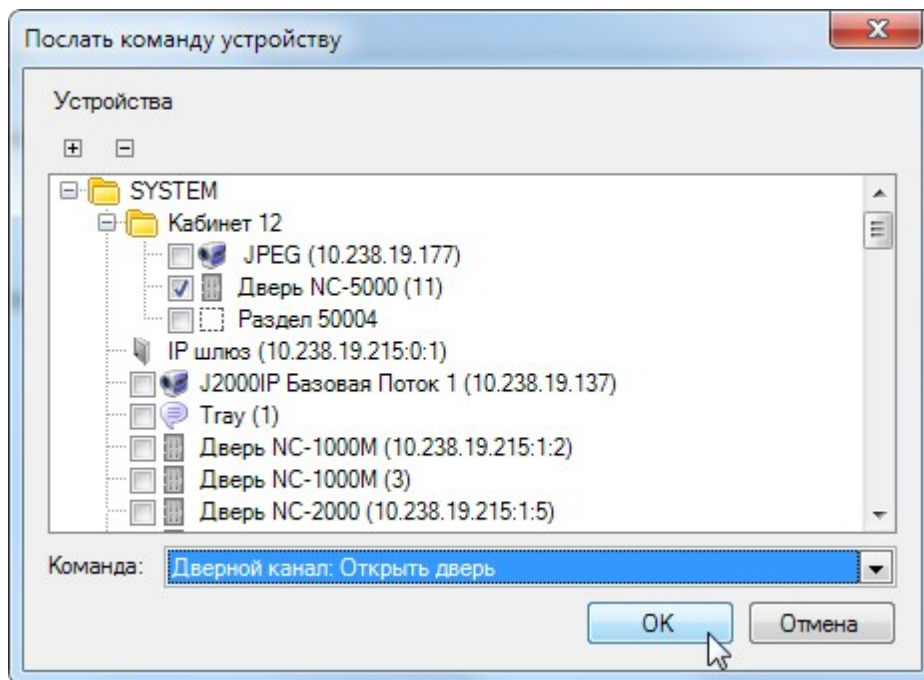 Послать команду устройству
Устройства
SYSTEM
Кабинет 12
JPEG (10.238.19.177)
Дверь NC-5000 (11)
Раздел 50004
IP шлюз (10.238.19.215:0:1)
J2000IP Базовая Поток 1 (10.238.19.137)
Tray (1)
Дверь NC-1000M (10.238.19.215:1:2)
Дверь NC-1000M (3)
Дверь NC-2000 (10.238.19.215:1:5)
Команда: Дверной канал: Открыть дверь
OK Отмена